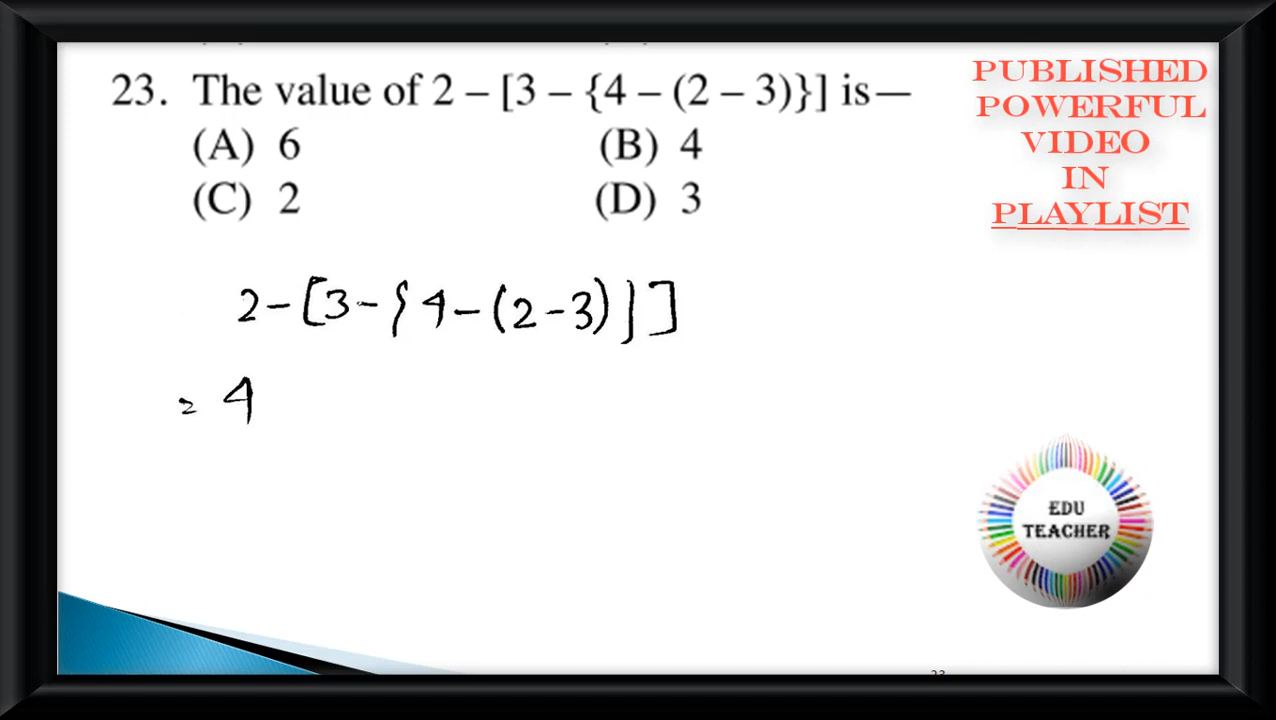 23. The value of 2 – [3 – {4 – (2 – 3)}] is—
(A) 6 (B) 4
(C) 2 (D) 3
2-[3-{4-(2-3)}]
= 4
PUBLISHED
POWERFUL
VIDEO
IN
PLAYLIST
EDU
TEACHER